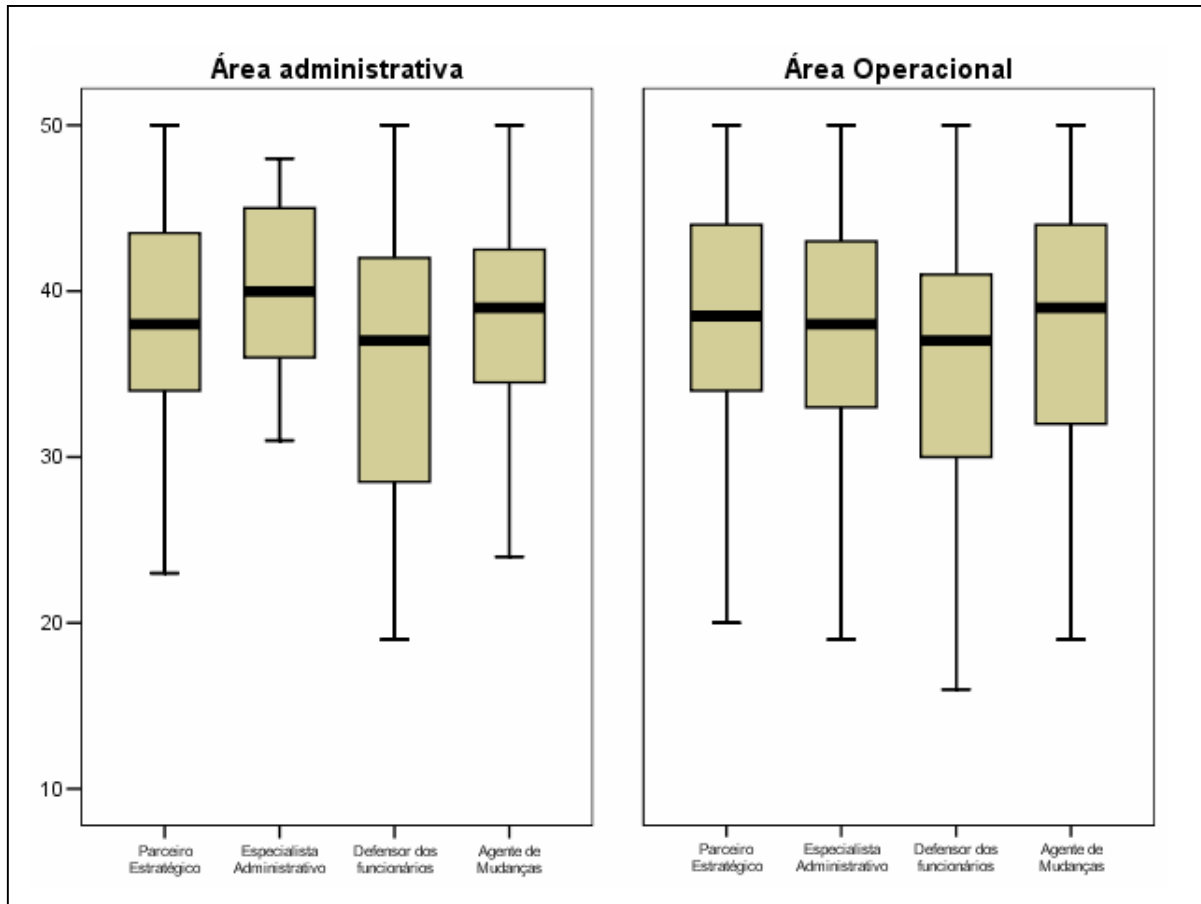 Área administrativa
Área Operacional
50
40
30
20
10
Parceiro
Estratégico
Especialista
Administrativo
Defensor dos
funcionários
Agente de
Mudanças
Parceiro
Estratégico
Especialista
Administrativo
Defensor dos
funcionários
Agente de
Mudanças